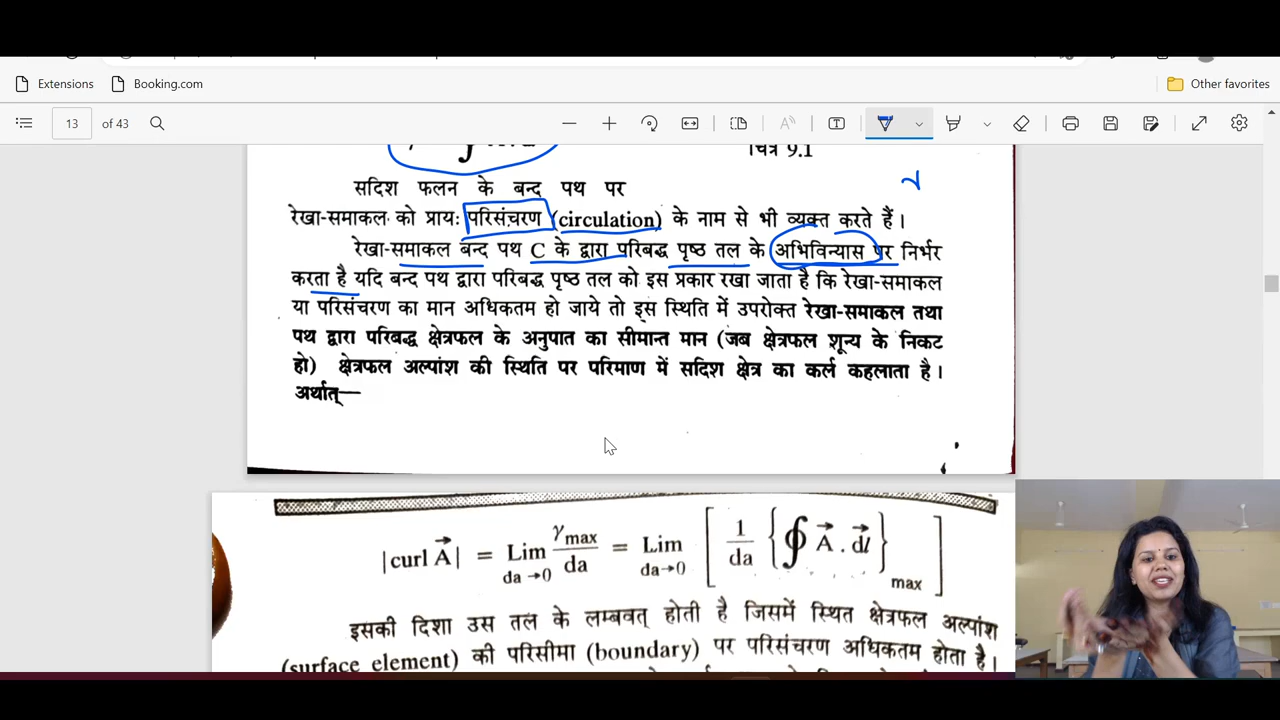 Extensions
Booking.com
Other favorites
13 of 43
चित्र 9.1
सदिश फलन के बन्द पथ पर
रेखा-समाकल को प्रायः परिसंचरण (circulation) के नाम से भी व्यक्त करते हैं।
रेखा-समाकल बन्द पथ C के द्वारा परिबद्ध पृष्ठ तल के अभिविन्यास पर निर्भर
करता है यदि बन्द पथ द्वारा परिबद्ध पृष्ठ तल को इस प्रकार रखा जाता है कि रेखा-समाकल
या परिसंचरण का मान अधिकतम हो जाये तो इस स्थिति में उपरोक्त रेखा-समाकल तथा
पथ द्वारा परिबद्ध क्षेत्रफल के अनुपात का सीमान्त मान (जब क्षेत्रफल शून्य के निकट
हो) क्षेत्रफल अल्पांश की स्थिति पर परिमाण में सदिश क्षेत्र का कर्ल कहलाता है।
अर्थात्—
|curl A⃗| = Lim da→0 γmax/da = Lim da→0 [1/da {∮ A⃗ . dl⃗} max]
इसकी दिशा उस तल के लम्बवत् होती है जिसमें स्थित क्षेत्रफल अल्पांश
(surface element) की परिसीमा (boundary) पर परिसंचरण अधिकतम होता है।